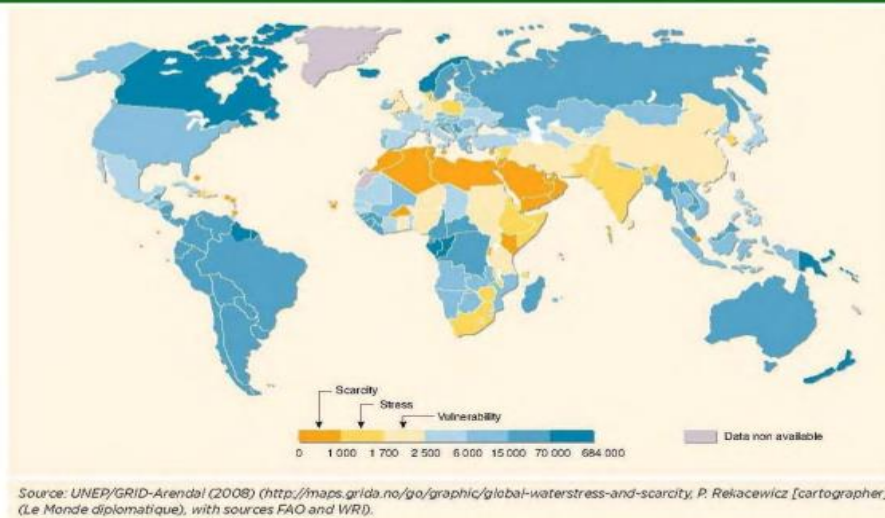 Scarcity
Stress
Vulnerability
0 1 000 1 700 2 500 6 000 15 000 70 000 684 000
Data non available
Source: UNEP/GRID-Arendal (2008) (http://maps.grida.no/go/graphic/global-waterstress-and-scarcity, P. Rekacewicz [cartographer]
(Le Monde diplomatique), with sources FAO and WRI).